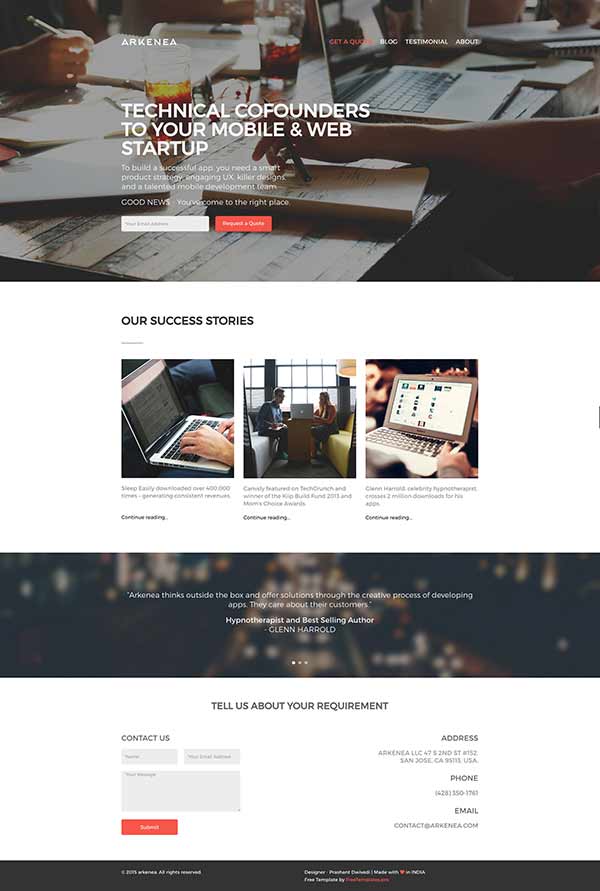 ARKENEA
GET A QUOTE BLOG TESTIMONIAL ABOUT
TECHNICAL COFOUNDERS
TO YOUR MOBILE & WEB
STARTUP
To build a successful app, you need a smart
product strategy, engaging UX, killer designs,
and a talented mobile development team.
GOOD NEWS - You've come to the right place.
*Your Email Address Request a Quote
OUR SUCCESS STORIES
Sleep Easily downloaded over 400,000
times - generating consistent revenues.
Continue reading...
Canvsly featured on TechCrunch and
winner of the Kiip Build Fund 2013 and
Mom's Choice Awards.
Continue reading...
Glenn Harrold, celebrity hypnotherapist,
crosses 2 million downloads for his
apps.
Continue reading...
"Arkenea thinks outside the box and offer solutions through the creative process of developing
apps. They care about their customers."
Hypnotherapist and Best Selling Author
- GLENN HARROLD
TELL US ABOUT YOUR REQUIREMENT
CONTACT US
*Name *Your Email Address
*Your Message
Submit
ADDRESS
ARKENEA LLC 47 S 2ND ST #152,
SAN JOSE, CA 95113, USA.
PHONE
(428) 350-1761
EMAIL
CONTACT@ARKENEA.COM
© 2015 arkenea. All rights reserved.
Designer - Prashant Dwivedi | Made with ❤ in INDIA
Free Template by FreeTemplates.pro